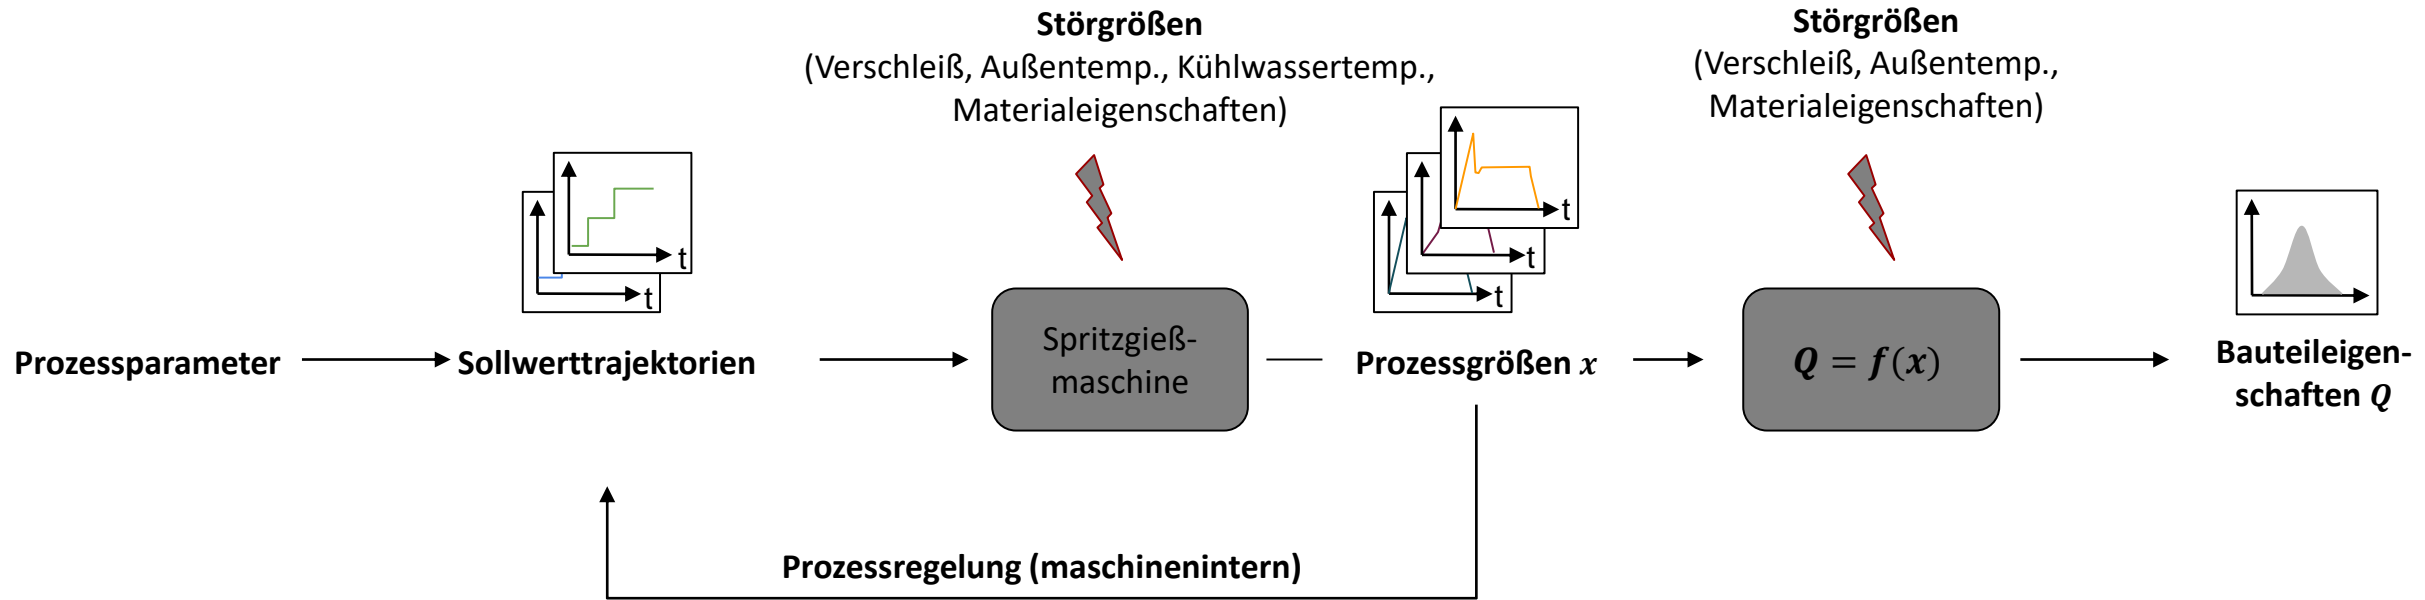 Störgrößen
(Verschleiß, Außentemp., Kühlwassertemp.,
Materialeigenschaften)
Störgrößen
(Verschleiß, Außentemp.,
Materialeigenschaften)
t
t
t
t
t
Prozessparameter
Sollwerttrajektorien
Spritzgieß-
maschine
Prozessgrößen x
Q = f(x)
Bauteileigen-
schaften Q
Prozessregelung (maschinenintern)